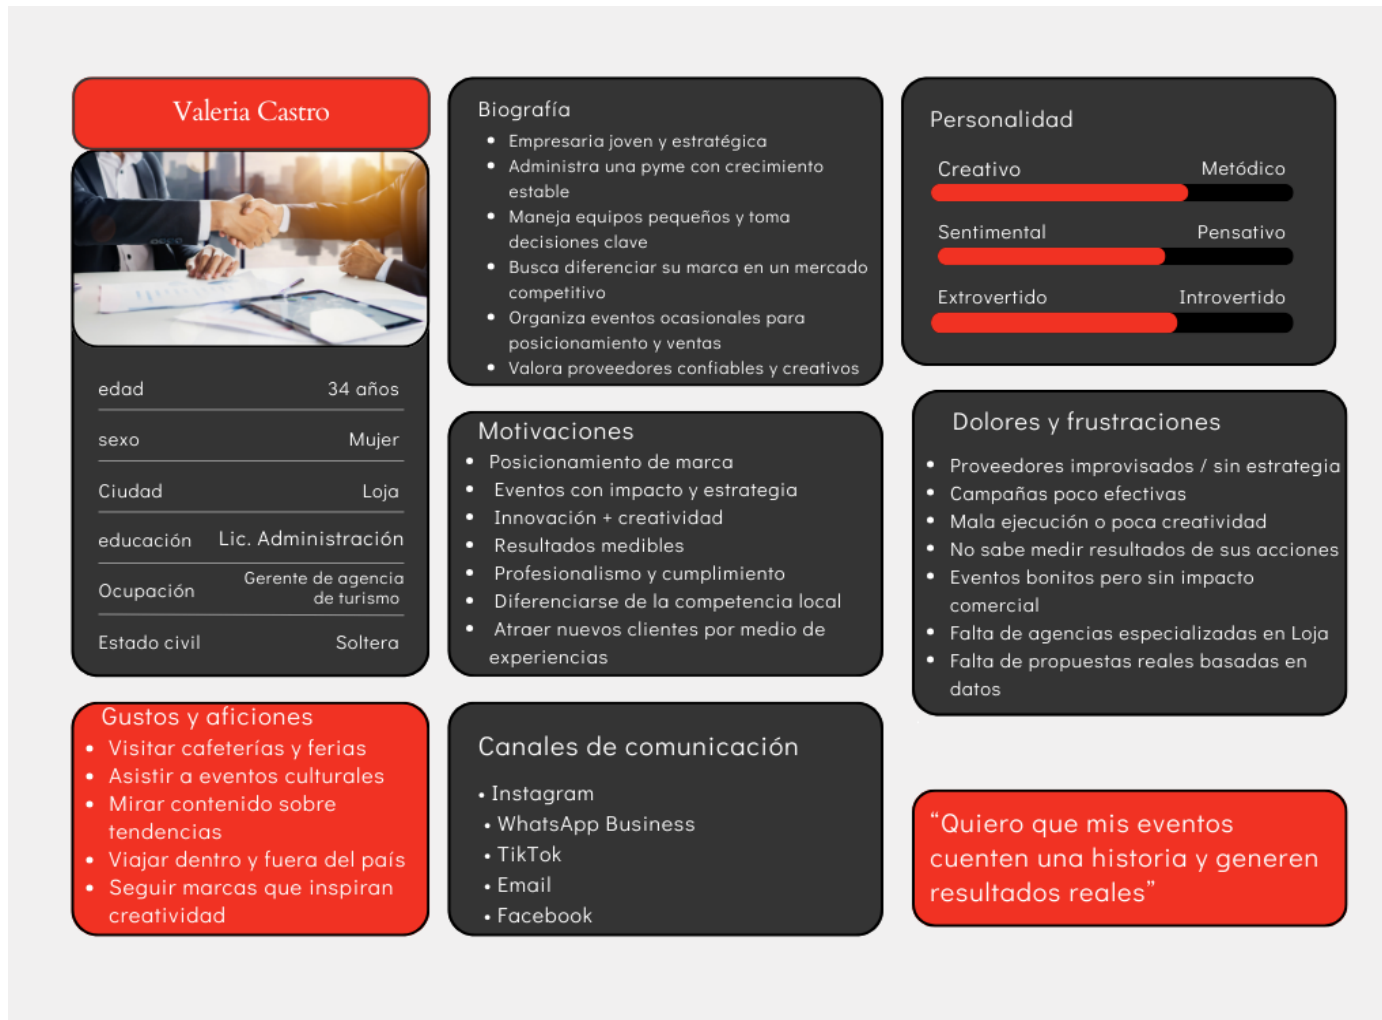 Valeria Castro
edad 34 años
sexo Mujer
Ciudad Loja
educación Lic. Administración
Ocupación Gerente de agencia
de turismo
Estado civil Soltera
Gustos y aficiones
• Visitar cafeterías y ferias
• Asistir a eventos culturales
• Mirar contenido sobre
tendencias
• Viajar dentro y fuera del país
• Seguir marcas que inspiran
creatividad
Biografía
• Empresaria joven y estratégica
• Administra una pyme con crecimiento
estable
• Maneja equipos pequeños y toma
decisiones clave
• Busca diferenciar su marca en un mercado
competitivo
• Organiza eventos ocasionales para
posicionamiento y ventas
• Valora proveedores confiables y creativos
Motivaciones
• Posicionamiento de marca
• Eventos con impacto y estrategia
• Innovación + creatividad
• Resultados medibles
• Profesionalismo y cumplimiento
• Diferenciarse de la competencia local
• Atraer nuevos clientes por medio de
experiencias
Canales de comunicación
• Instagram
• WhatsApp Business
• TikTok
• Email
• Facebook
Personalidad
Creativo Metódico
Sentimental Pensativo
Extrovertido Introvertido
Dolores y frustraciones
• Proveedores improvisados / sin estrategia
• Campañas poco efectivas
• Mala ejecución o poca creatividad
• No sabe medir resultados de sus acciones
• Eventos bonitos pero sin impacto
comercial
• Falta de agencias especializadas en Loja
• Falta de propuestas reales basadas en
datos
“Quiero que mis eventos
cuenten una historia y generen
resultados reales”